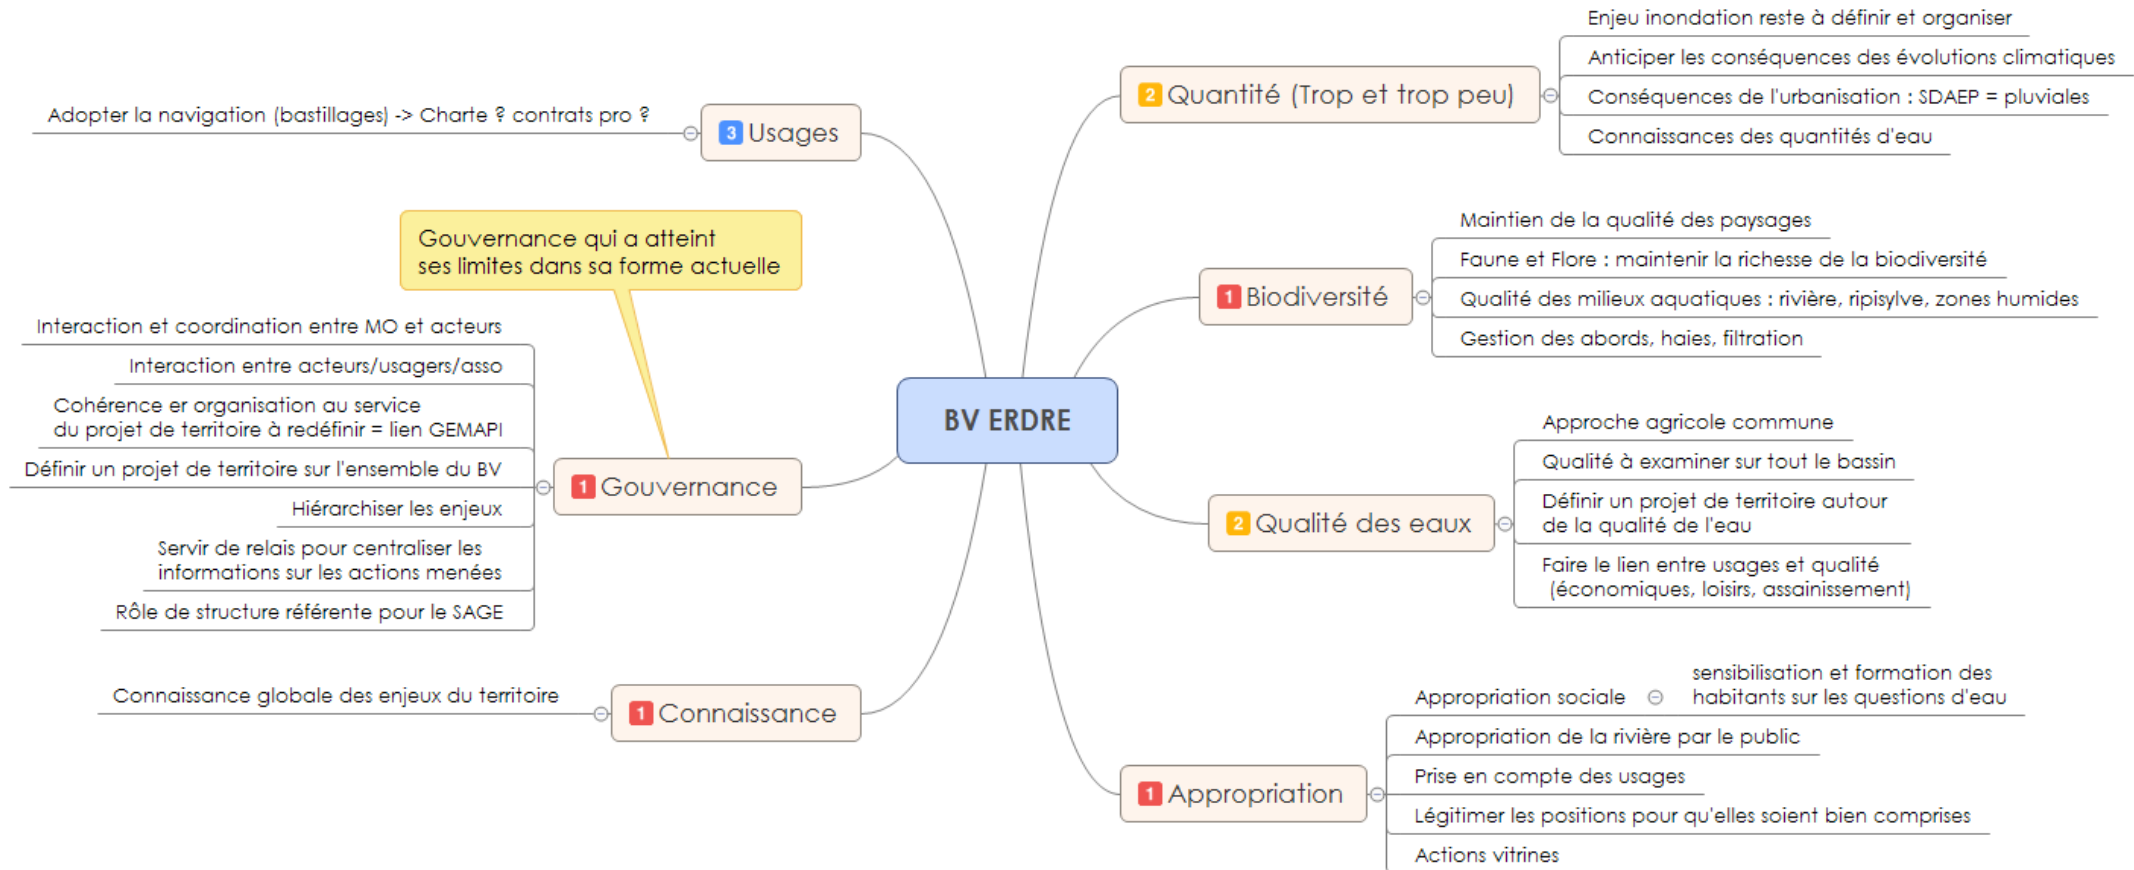 BV ERDRE
2 Quantité (Trop et trop peu)
Enjeu inondation reste à définir et organiser
Anticiper les conséquences des évolutions climatiques
Conséquences de l'urbanisation : SDAEP = pluviales
Connaissances des quantités d'eau
1 Biodiversité
Maintien de la qualité des paysages
Faune et Flore : maintenir la richesse de la biodiversité
Qualité des milieux aquatiques : rivière, ripisylve, zones humides
Gestion des abords, haies, filtration
2 Qualité des eaux
Approche agricole commune
Qualité à examiner sur tout le bassin
Définir un projet de territoire autour
de la qualité de l'eau
Faire le lien entre usages et qualité
(économiques, loisirs, assainissement)
1 Appropriation
Appropriation sociale
sensibilisation et formation des
habitants sur les questions d'eau
Appropriation de la rivière par le public
Prise en compte des usages
Légitimer les positions pour qu'elles soient bien comprises
Actions vitrines
3 Usages
Adopter la navigation (bastillages) -> Charte ? contrats pro ?
Gouvernance qui a atteint
ses limites dans sa forme actuelle
1 Gouvernance
Interaction et coordination entre MO et acteurs
Interaction entre acteurs/usagers/asso
Cohérence er organisation au service
du projet de territoire à redéfinir = lien GEMAPI
Définir un projet de territoire sur l'ensemble du BV
Hiérarchiser les enjeux
Servir de relais pour centraliser les
informations sur les actions menées
Rôle de structure référente pour le SAGE
1 Connaissance
Connaissance globale des enjeux du territoire